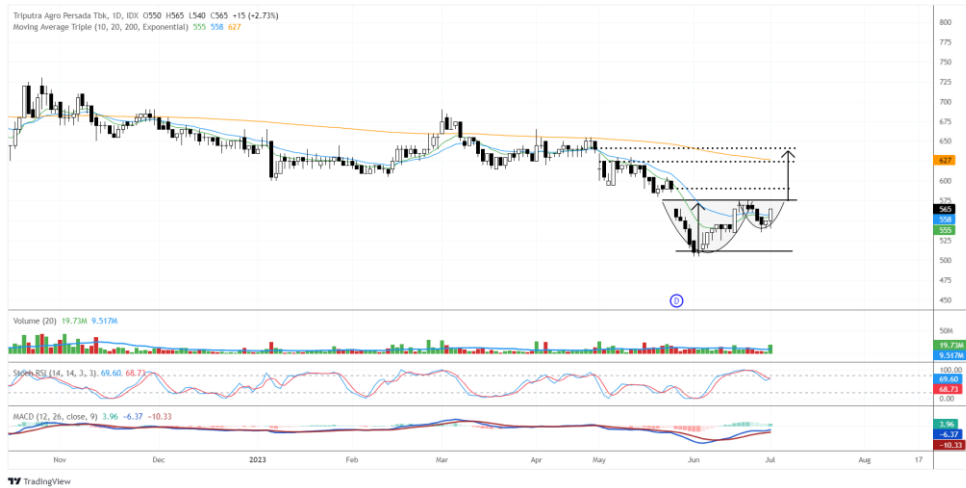 Triputra Agro Persada Tbk, 1D, IDX O550 H565 L540 C565 +15 (+2.73%)
Moving Average Triple (10, 20, 200, Exponential) 555 558 627
800
775
750
725
700
675
650
627
600
575
565
558
555
525
500
475
450
D
Volume (20) 19.73M 9.517M
50M
19.73M
9.517M
Stoch RSI (14, 14, 3, 3) 69.60 68.73
100.00
69.60
68.73
0.00
MACD (12, 26, close, 9) 3.96 -6.37 -10.33
3.96
-6.37
-10.33
Nov Dec 2023 Feb Mar Apr May Jun Jul Aug 17
TradingView